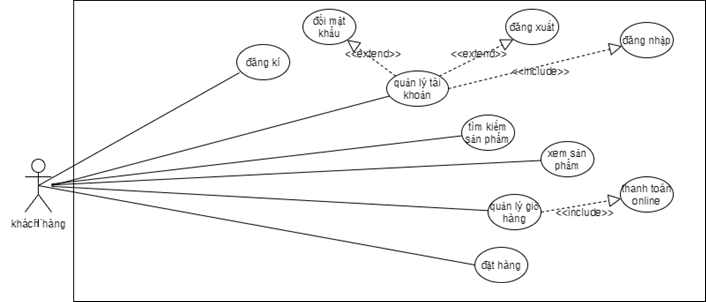 đổi mật
khẩu
đăng xuất
đăng nhập
<<extend>>
<<extend>>
đăng kí
<<include>>
quản lý tài
khoản
tìm kiếm
sản phẩm
xem sản
phẩm
khách hàng
quản lý giỏ
hàng
thanh toán
online
<<include>>
đặt hàng